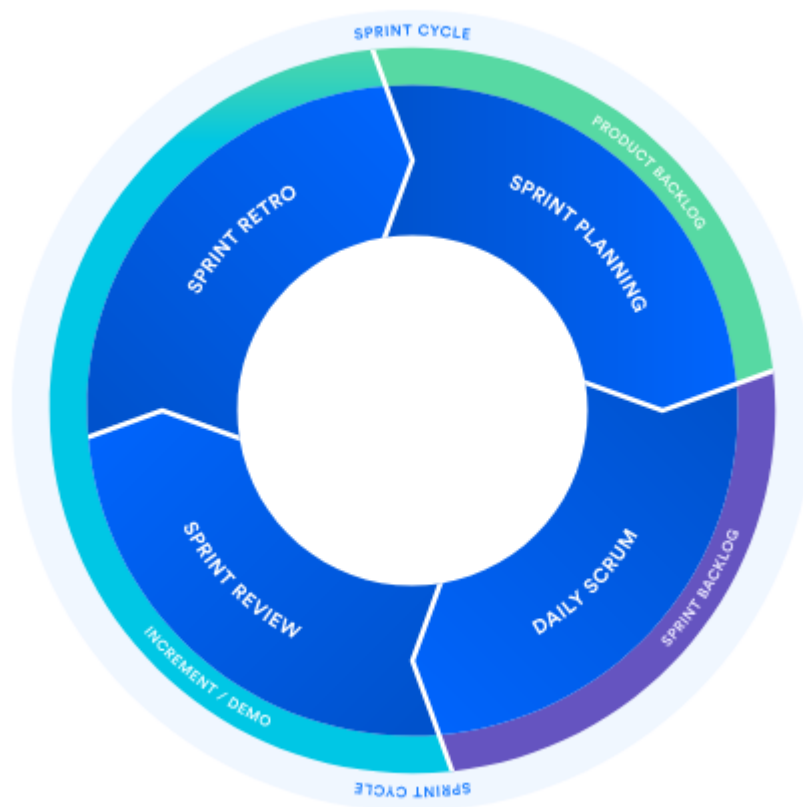 SPRINT CYCLE
PRODUCT BACKLOG
SPRINT PLANNING
SPRINT RETRO
DAILY SCRUM
SPRINT BACKLOG
SPRINT REVIEW
INCREMENT / DEMO
SPRINT CYCLE